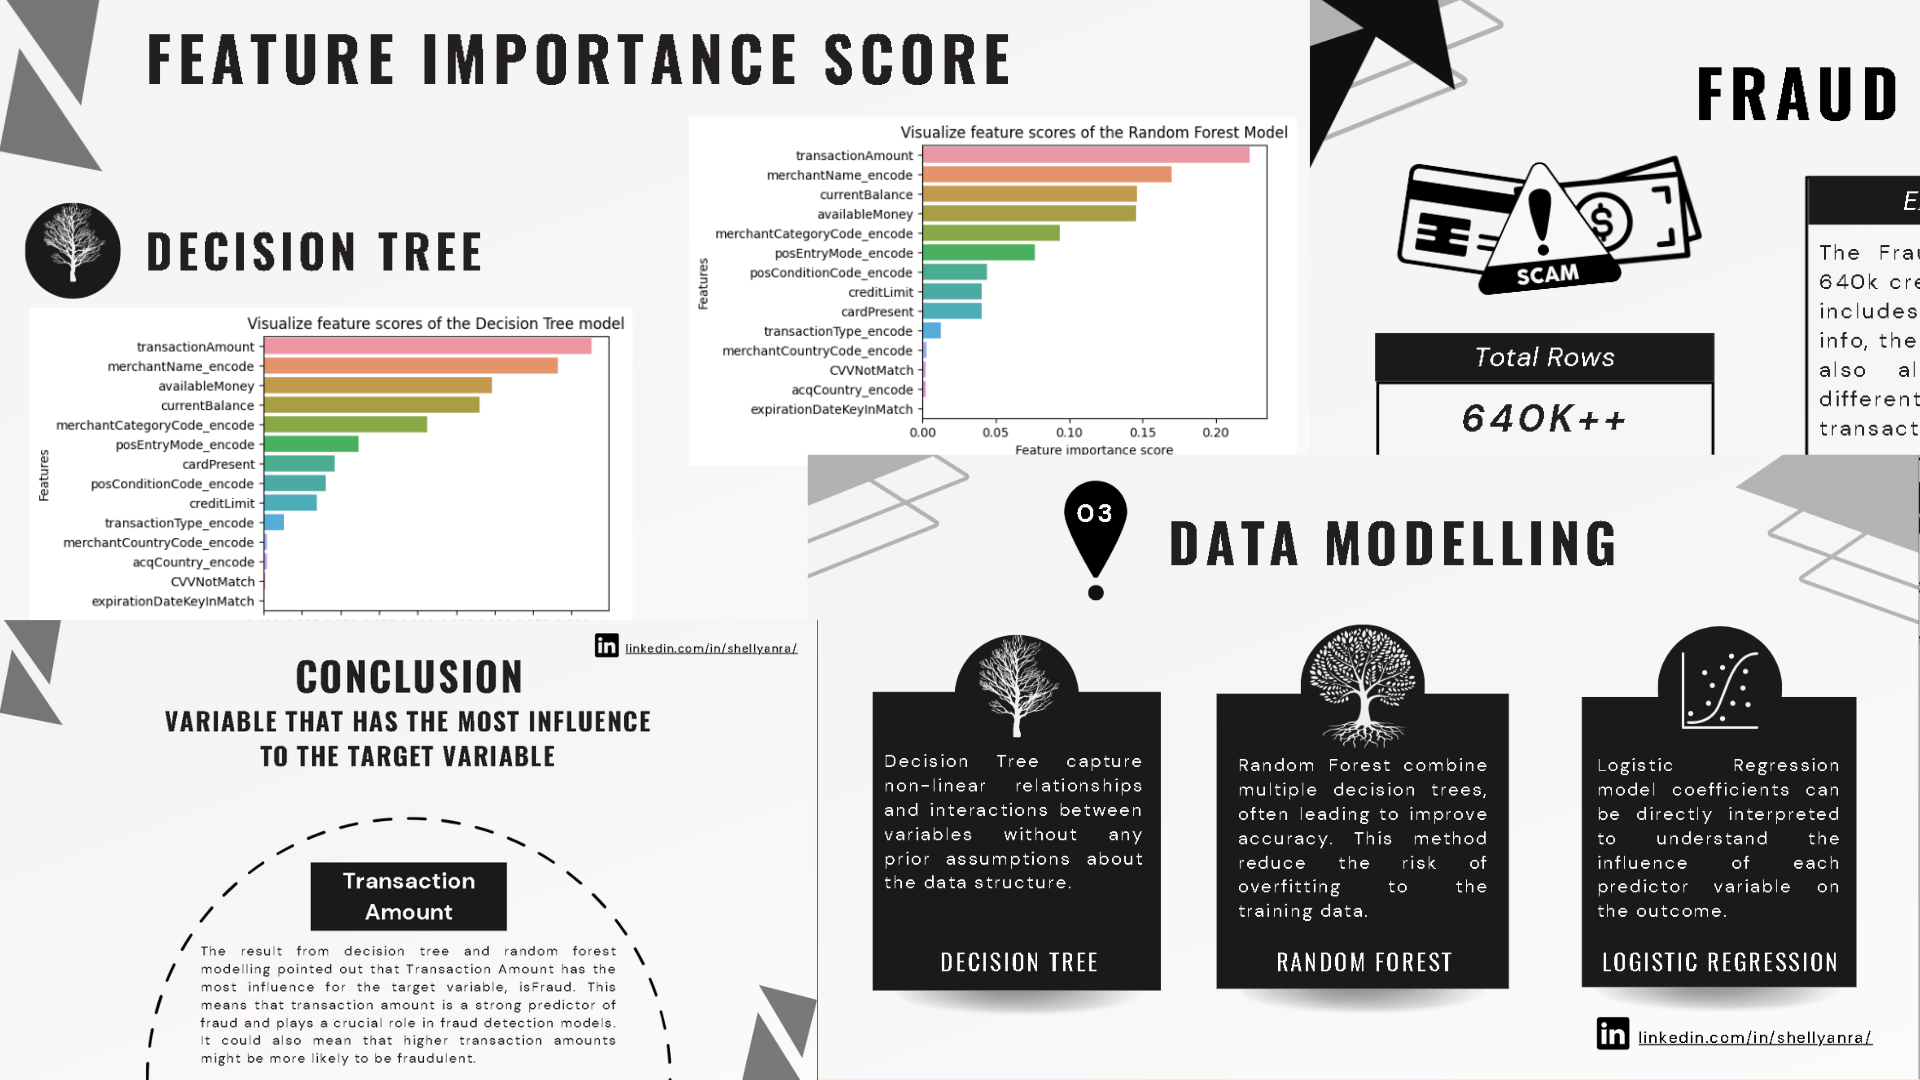 FEATURE IMPORTANCE SCORE
DECISION TREE
Visualize feature scores of the Decision Tree model
transactionAmount
merchantName_encode
availableMoney
currentBalance
merchantCategoryCode_encode
posEntryMode_encode
cardPresent
posConditionCode_encode
creditLimit
transactionType_encode
merchantCountryCode_encode
acqCountry_encode
CVVNotMatch
expirationDateKeyInMatch
Features
Visualize feature scores of the Random Forest Model
transactionAmount
merchantName_encode
currentBalance
availableMoney
merchantCategoryCode_encode
posEntryMode_encode
posConditionCode_encode
creditLimit
cardPresent
transactionType_encode
merchantCountryCode_encode
CVVNotMatch
acqCountry_encode
expirationDateKeyInMatch
Features
0.00 0.05 0.10 0.15 0.20
Feature importance score
FRAUD
SCAM
Total Rows
640K++
The
640k
includes
info, the
also
different
CONCLUSION
VARIABLE THAT HAS THE MOST INFLUENCE
TO THE TARGET VARIABLE
linkedin.com/in/shellyanra/
Transaction
Amount
The result from decision tree and random forest
modelling pointed out that Transaction Amount has the
most influence for the target variable, isFraud. This
means that transaction amount is a strong predictor of
fraud and plays a crucial role in fraud detection models.
It could also mean that higher transaction amounts
might be more likely to be fraudulent.
03
DATA MODELLING
Decision Tree capture
non-linear relationships
and interactions between
variables without any
prior assumptions about
the data structure.
DECISION TREE
Random Forest combine
multiple decision trees,
often leading to improve
accuracy. This method
reduce the risk of
overfitting to the
training data.
RANDOM FOREST
Logistic Regression
model coefficients can
be directly interpreted
to understand the
influence of each
predictor variable on
the outcome.
LOGISTIC REGRESSION
linkedin.com/in/shellyanra/